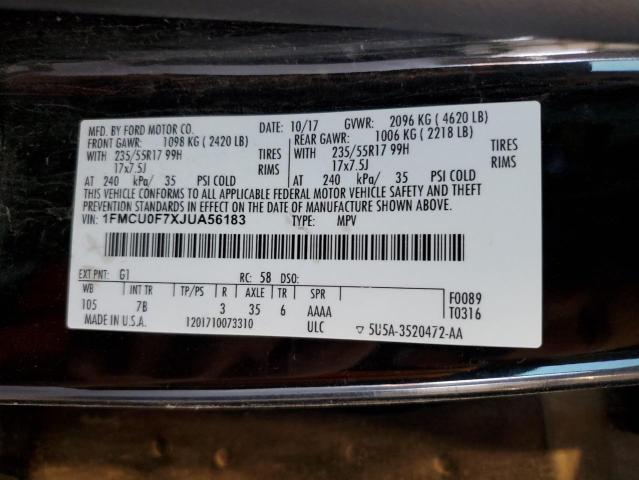 MFD. BY FORD MOTOR CO. DATE: 10/17 GVWR: 2096 KG ( 4620 LB)
FRONT GAWR: 1098 KG ( 2420 LB) REAR GAWR: 1006 KG ( 2218 LB)
WITH 235/55R17 99H TIRES WITH 235/55R17 99H TIRES
17x7.5J RIMS 17x7.5J RIMS
AT 240 kPa/ 35 PSI COLD AT 240 kPa/ 35 PSI COLD
THIS VEHICLE CONFORMS TO ALL APPLICABLE FEDERAL MOTOR VEHICLE SAFETY AND THEFT
PREVENTION STANDARDS IN EFFECT ON THE DATE OF MANUFACTURE SHOWN ABOVE.
VIN: 1FMCU0F7XJUA56183 TYPE: MPV
EXT PNT: G1 RC: 58 DSO:
WB INT TR TP/PS R AXLE TR SPR F0089
105 7B 3 35 6 AAAA T0316
MADE IN U.S.A. 1201710073310 ULC ▽ 5U5A-3520472-AA